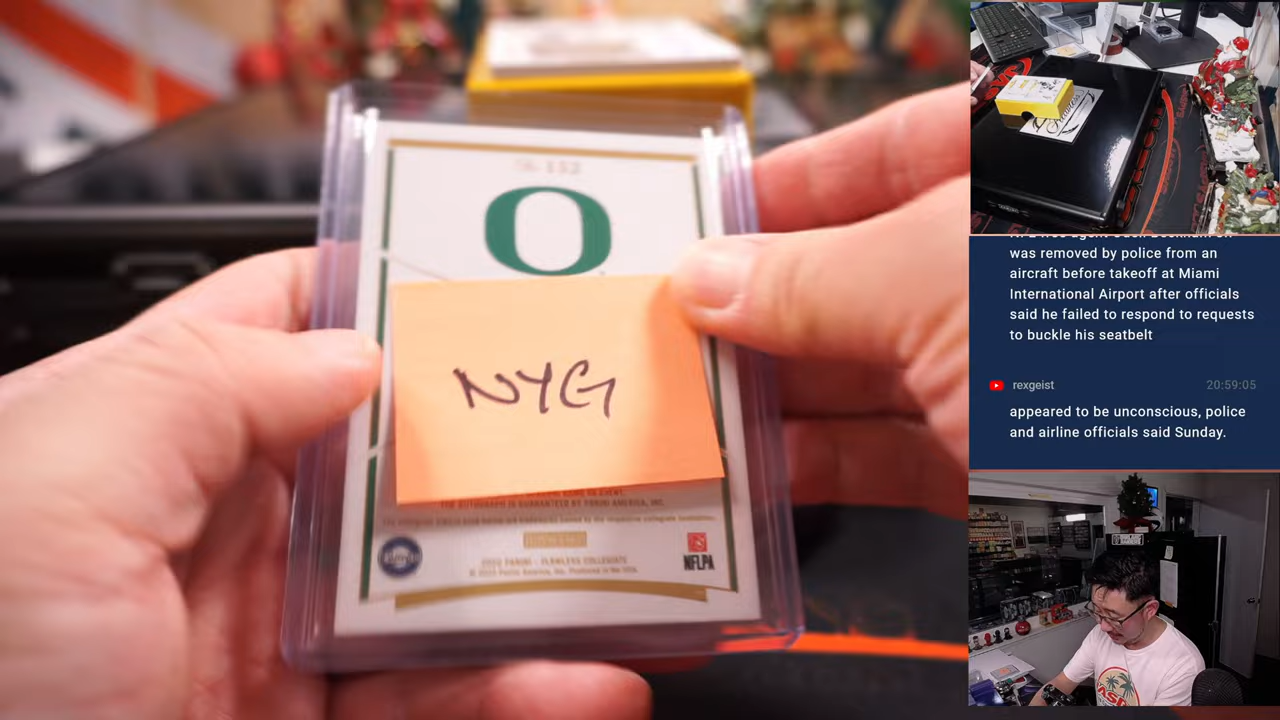 152
O
NYG
THE AUTOGRAPH IS GUARANTEED BY PANINI AMERICA, INC.
PANINI
NFLPA
was removed by police from an
aircraft before takeoff at Miami
International Airport after officials
said he failed to respond to requests
to buckle his seatbelt
rexgeist 20:59:05
appeared to be unconscious, police
and airline officials said Sunday.